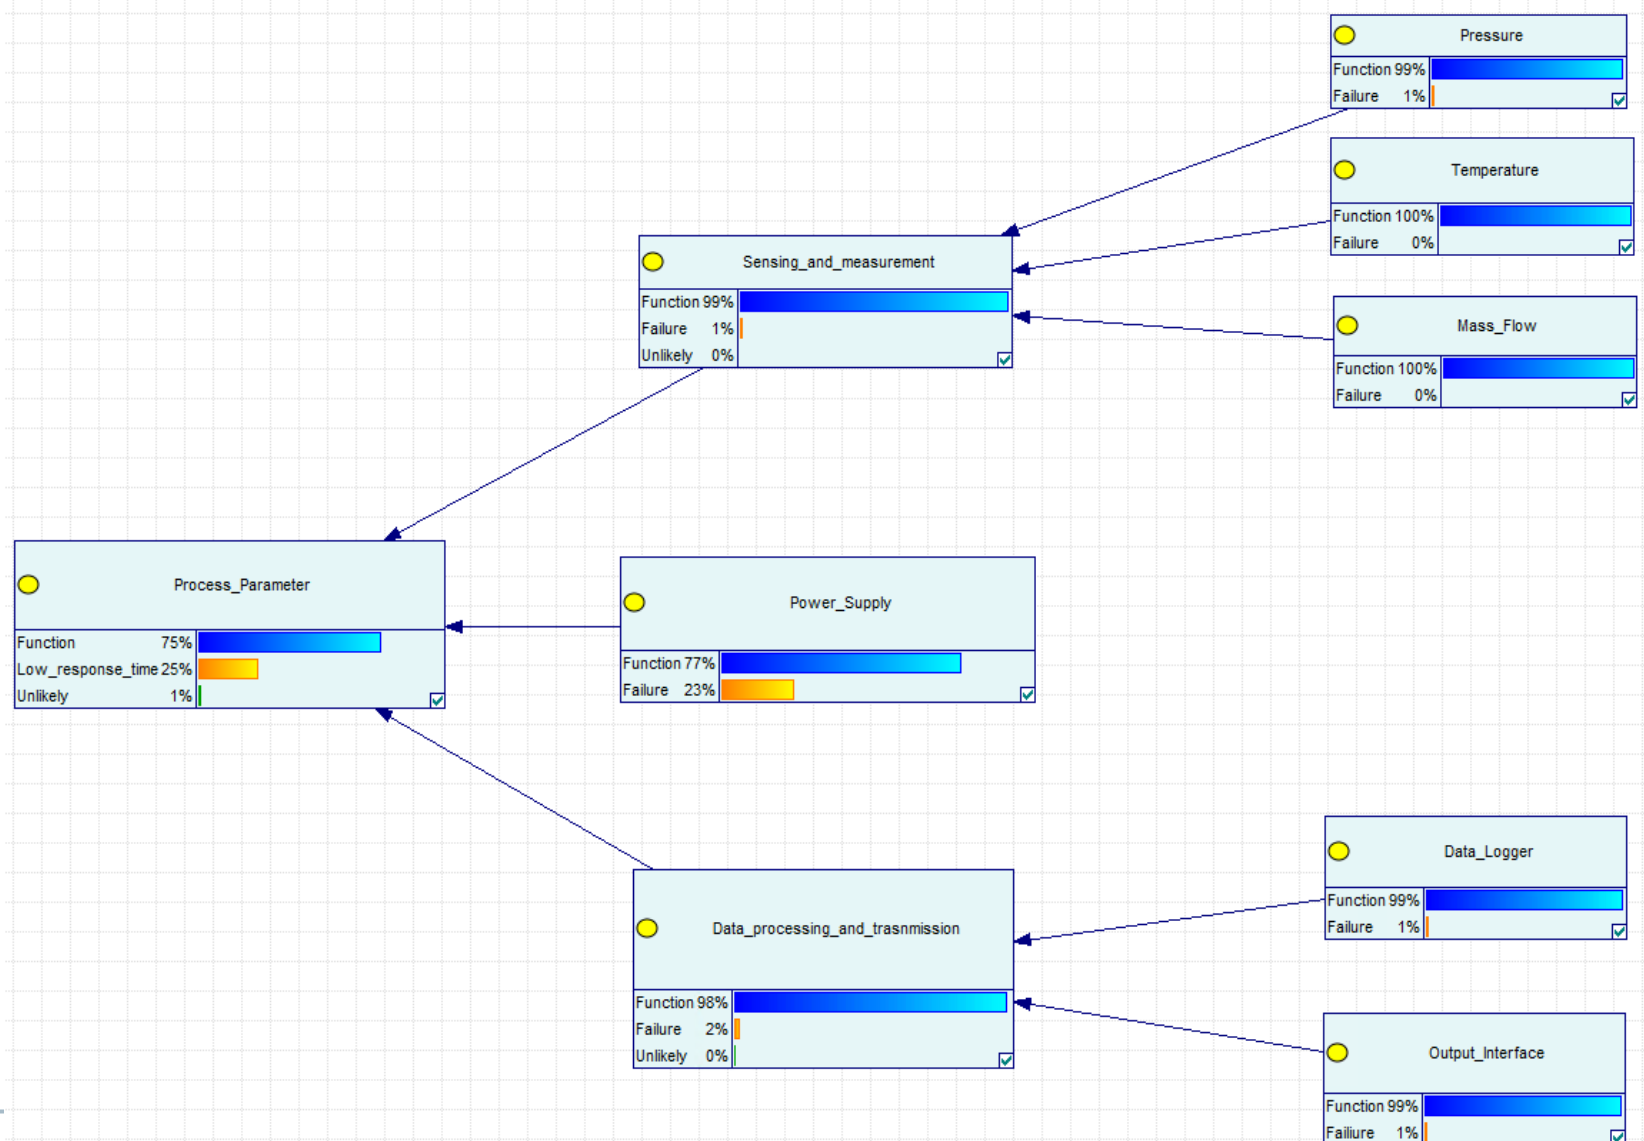 Pressure
Function 99%
Failure 1%
Temperature
Function 100%
Failure 0%
Sensing_and_measurement
Function 99%
Failure 1%
Unlikely 0%
Mass_Flow
Function 100%
Failure 0%
Process_Parameter
Function 75%
Low_response_time 25%
Unlikely 1%
Power_Supply
Function 77%
Failure 23%
Data_processing_and_trasnmission
Function 98%
Failure 2%
Unlikely 0%
Data_Logger
Function 99%
Failure 1%
Output_Interface
Function 99%
Failiure 1%